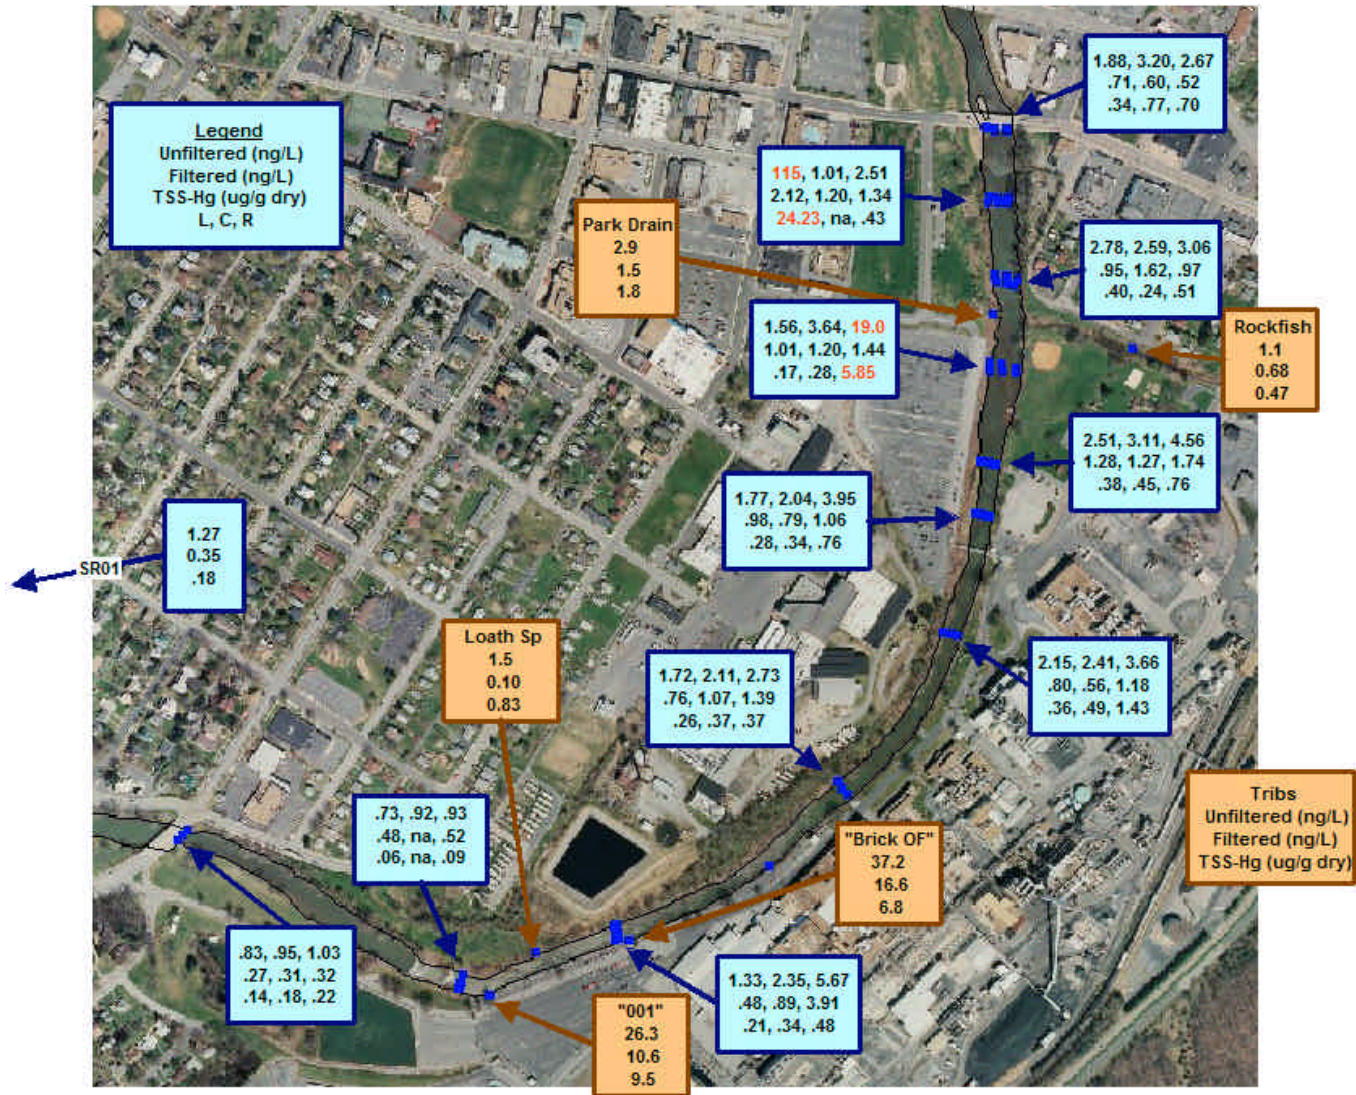 1.88, 3.20, 2.67
.71, .60, .52
.34, .77, .70
Legend
Unfiltered (ng/L)
Filtered (ng/L)
TSS-Hg (ug/g dry)
L, C, R
115, 1.01, 2.51
2.12, 1.20, 1.34
24.23, na, .43
Park Drain
2.9
1.5
1.8
2.78, 2.59, 3.06
.95, 1.62, .97
.40, .24, .51
1.56, 3.64, 19.0
1.01, 1.20, 1.44
.17, .28, 5.85
Rockfish
1.1
0.68
0.47
2.51, 3.11, 4.56
1.28, 1.27, 1.74
.38, .45, .76
1.77, 2.04, 3.95
.98, .79, 1.06
.28, .34, .76
1.27
0.35
.18
SR01
Loath Sp
1.5
0.10
0.83
1.72, 2.11, 2.73
.76, 1.07, 1.39
.26, .37, .37
2.15, 2.41, 3.66
.80, .56, 1.18
.36, .49, 1.43
Tribs
Unfiltered (ng/L)
Filtered (ng/L)
TSS-Hg (ug/g dry)
.73, .92, .93
.48, na, .52
.06, na, .09
"Brick OF"
37.2
16.6
6.8
.83, .95, 1.03
.27, .31, .32
.14, .18, .22
"001"
26.3
10.6
9.5
1.33, 2.35, 5.67
.48, .89, 3.91
.21, .34, .48